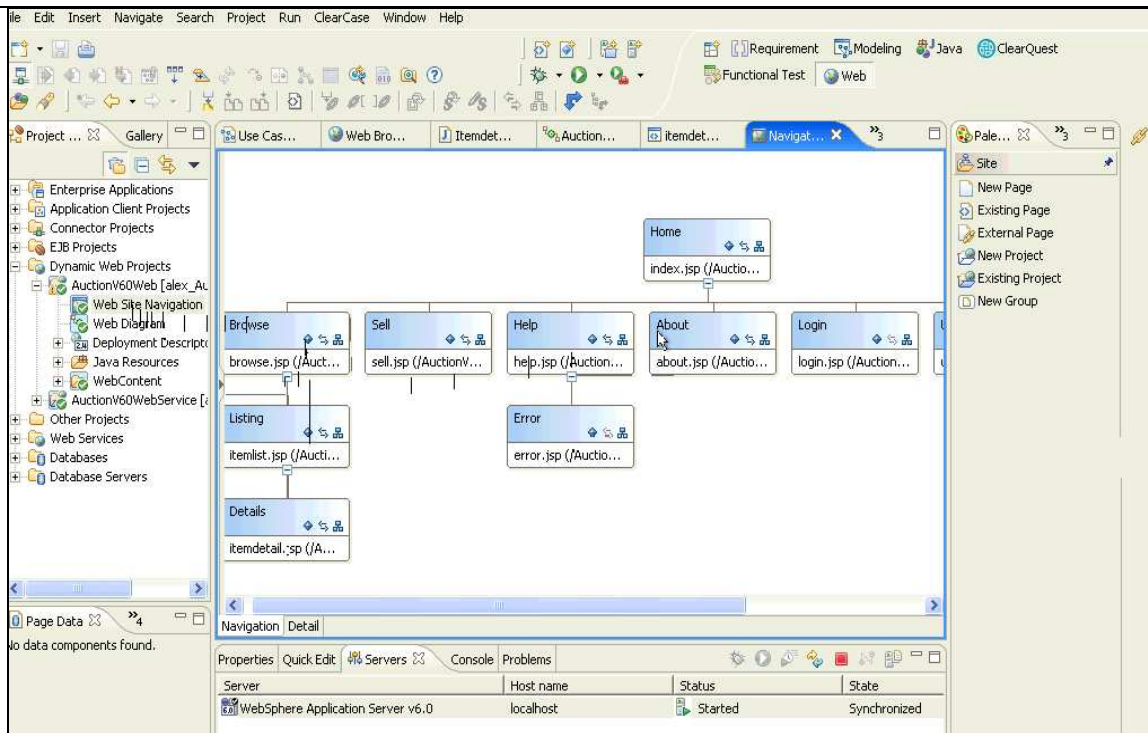 ile Edit Insert Navigate Search Project Run ClearCase Window Help
Requirement Modeling Java ClearQuest
Functional Test Web
Project ... Gallery
Use Cas... Web Bro... Itemdet... Auction... itemdet... Navigat... 3
Pale... 3
Enterprise Applications
Application Client Projects
Connector Projects
EJB Projects
Dynamic Web Projects
AuctionV60Web [alex_Au
Web Site Navigation
Web Diagram
Deployment Descripto
Java Resources
WebContent
AuctionV60WebService [a
Other Projects
Web Services
Databases
Database Servers
Home
index.jsp (/Auctio...
Browse
browse.jsp (/Auct...
Sell
sell.jsp (/AuctionV...
Help
help.jsp (/Auction...
About
about.jsp (/Auctio...
Login
login.jsp (/Auction...
Listing
itemlist.jsp (/Aucti...
Error
error.jsp (/Auctio...
Details
itemdetail.jsp (/A...
Navigation Detail
Site
New Page
Existing Page
External Page
New Project
Existing Project
New Group
Page Data 4
No data components found.
Properties Quick Edit Servers Console Problems
Server Host name Status State
WebSphere Application Server v6.0 localhost Started Synchronized